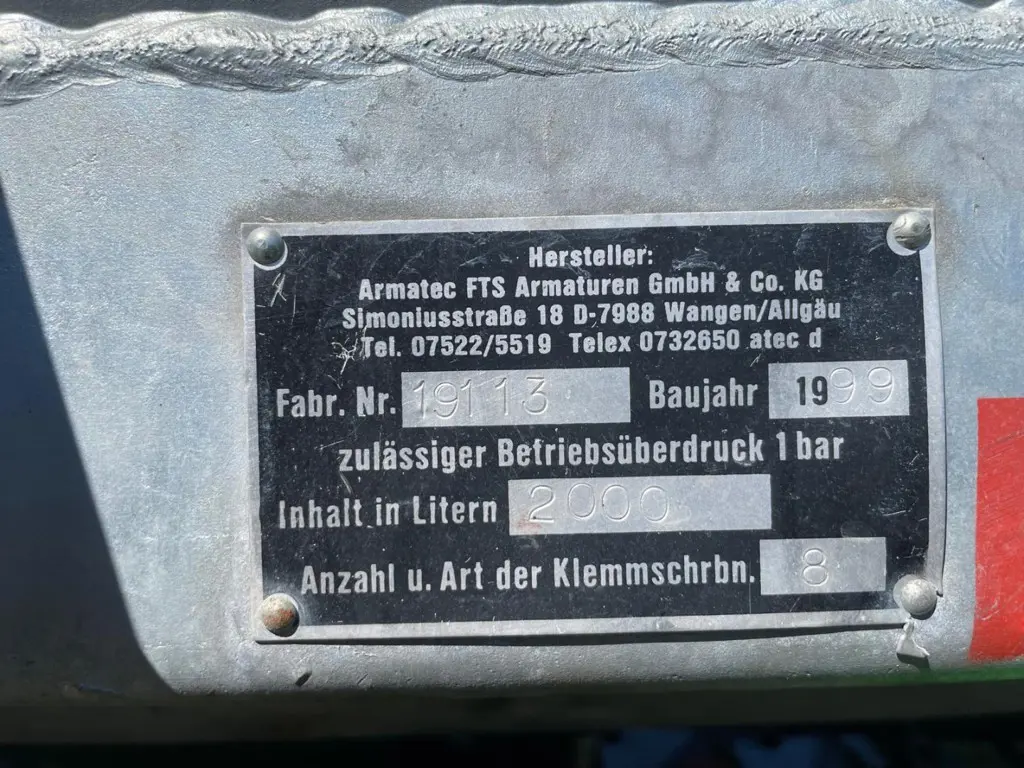 Hersteller:
Armatec FTS Armaturen GmbH & Co. KG
Simoniusstraße 18 D-7988 Wangen/Allgäu
Tel. 07522/5519 Telex 0732650 atec d
Fabr. Nr. 19113 Baujahr 1999
zulässiger Betriebsüberdruck 1 bar
Inhalt in Litern 2000
Anzahl u. Art der Klemmschrbn. 8